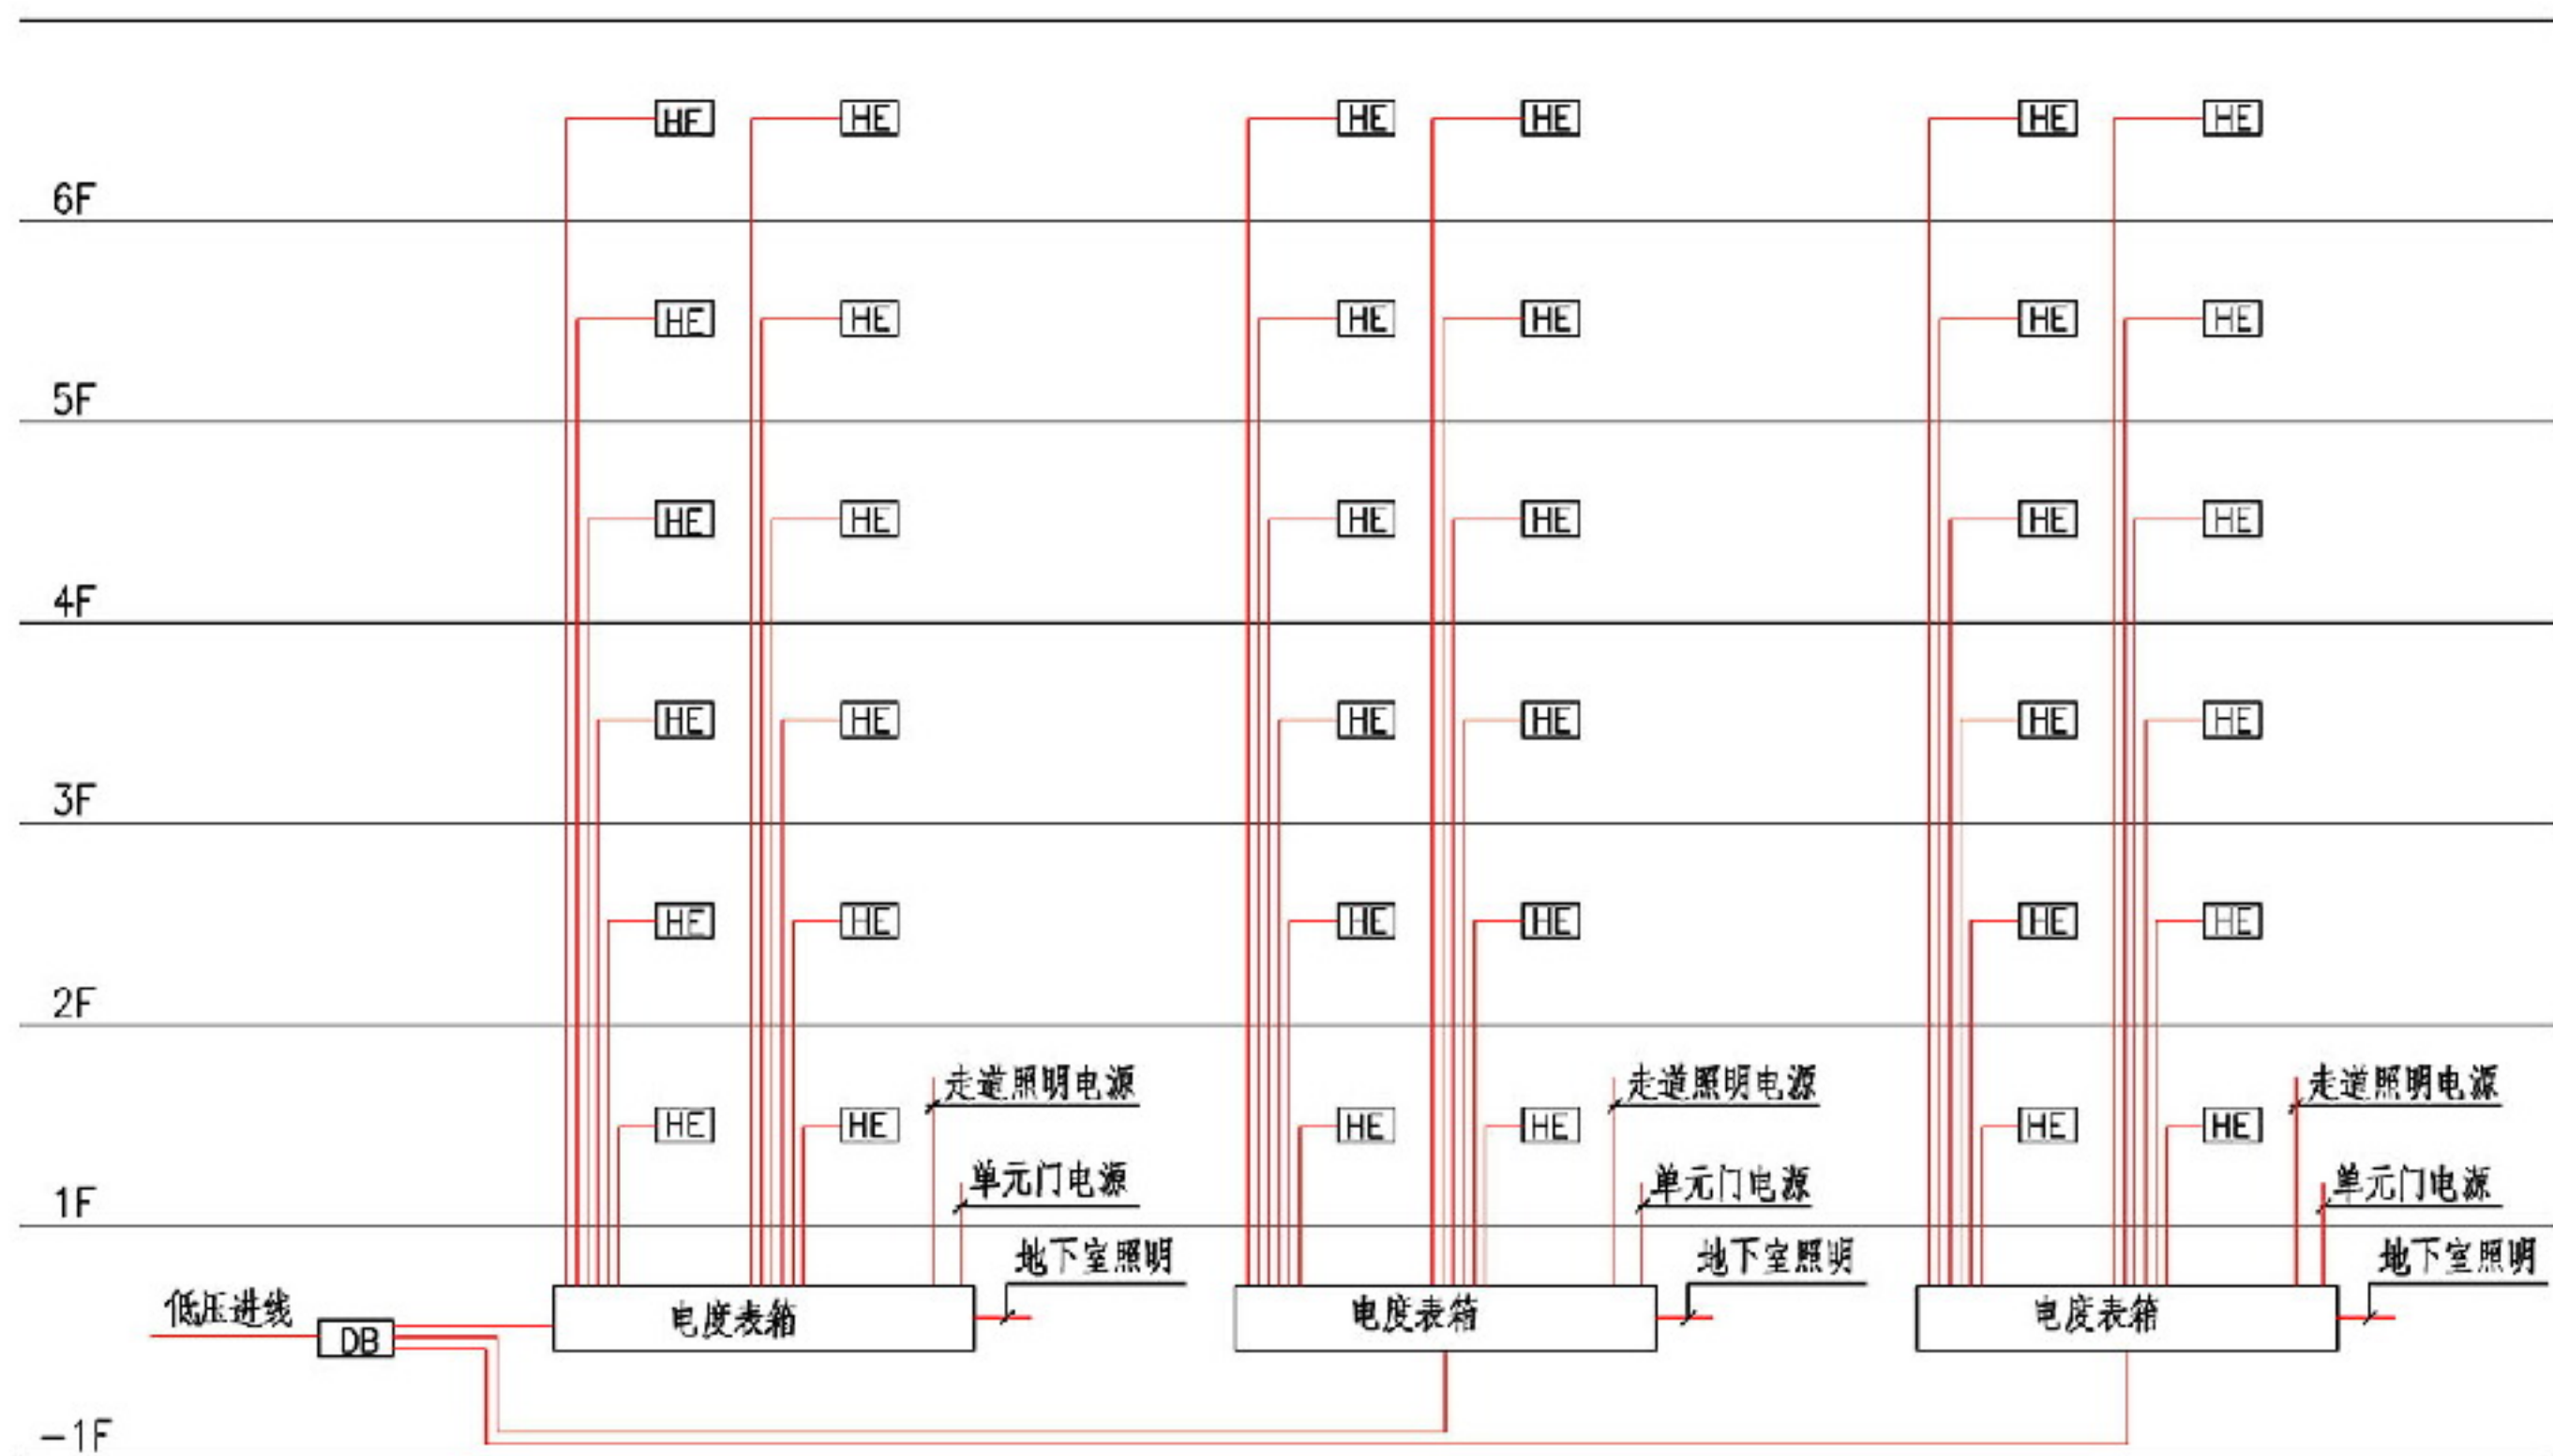 HE HE HE HE HE HE
6F
HE HE HE HE HE HE
5F
HE HE HE HE HE HE
4F
HE HE HE HE HE HE
3F
HE HE HE HE HE HE
2F
走道照明电源 走道照明电源 走道照明电源
HE HE HE HE HE HE
单元门电源 单元门电源 单元门电源
1F
地下室照明 地下室照明 地下室照明
低压进线 电度表箱 电度表箱 电度表箱
DB
-1F